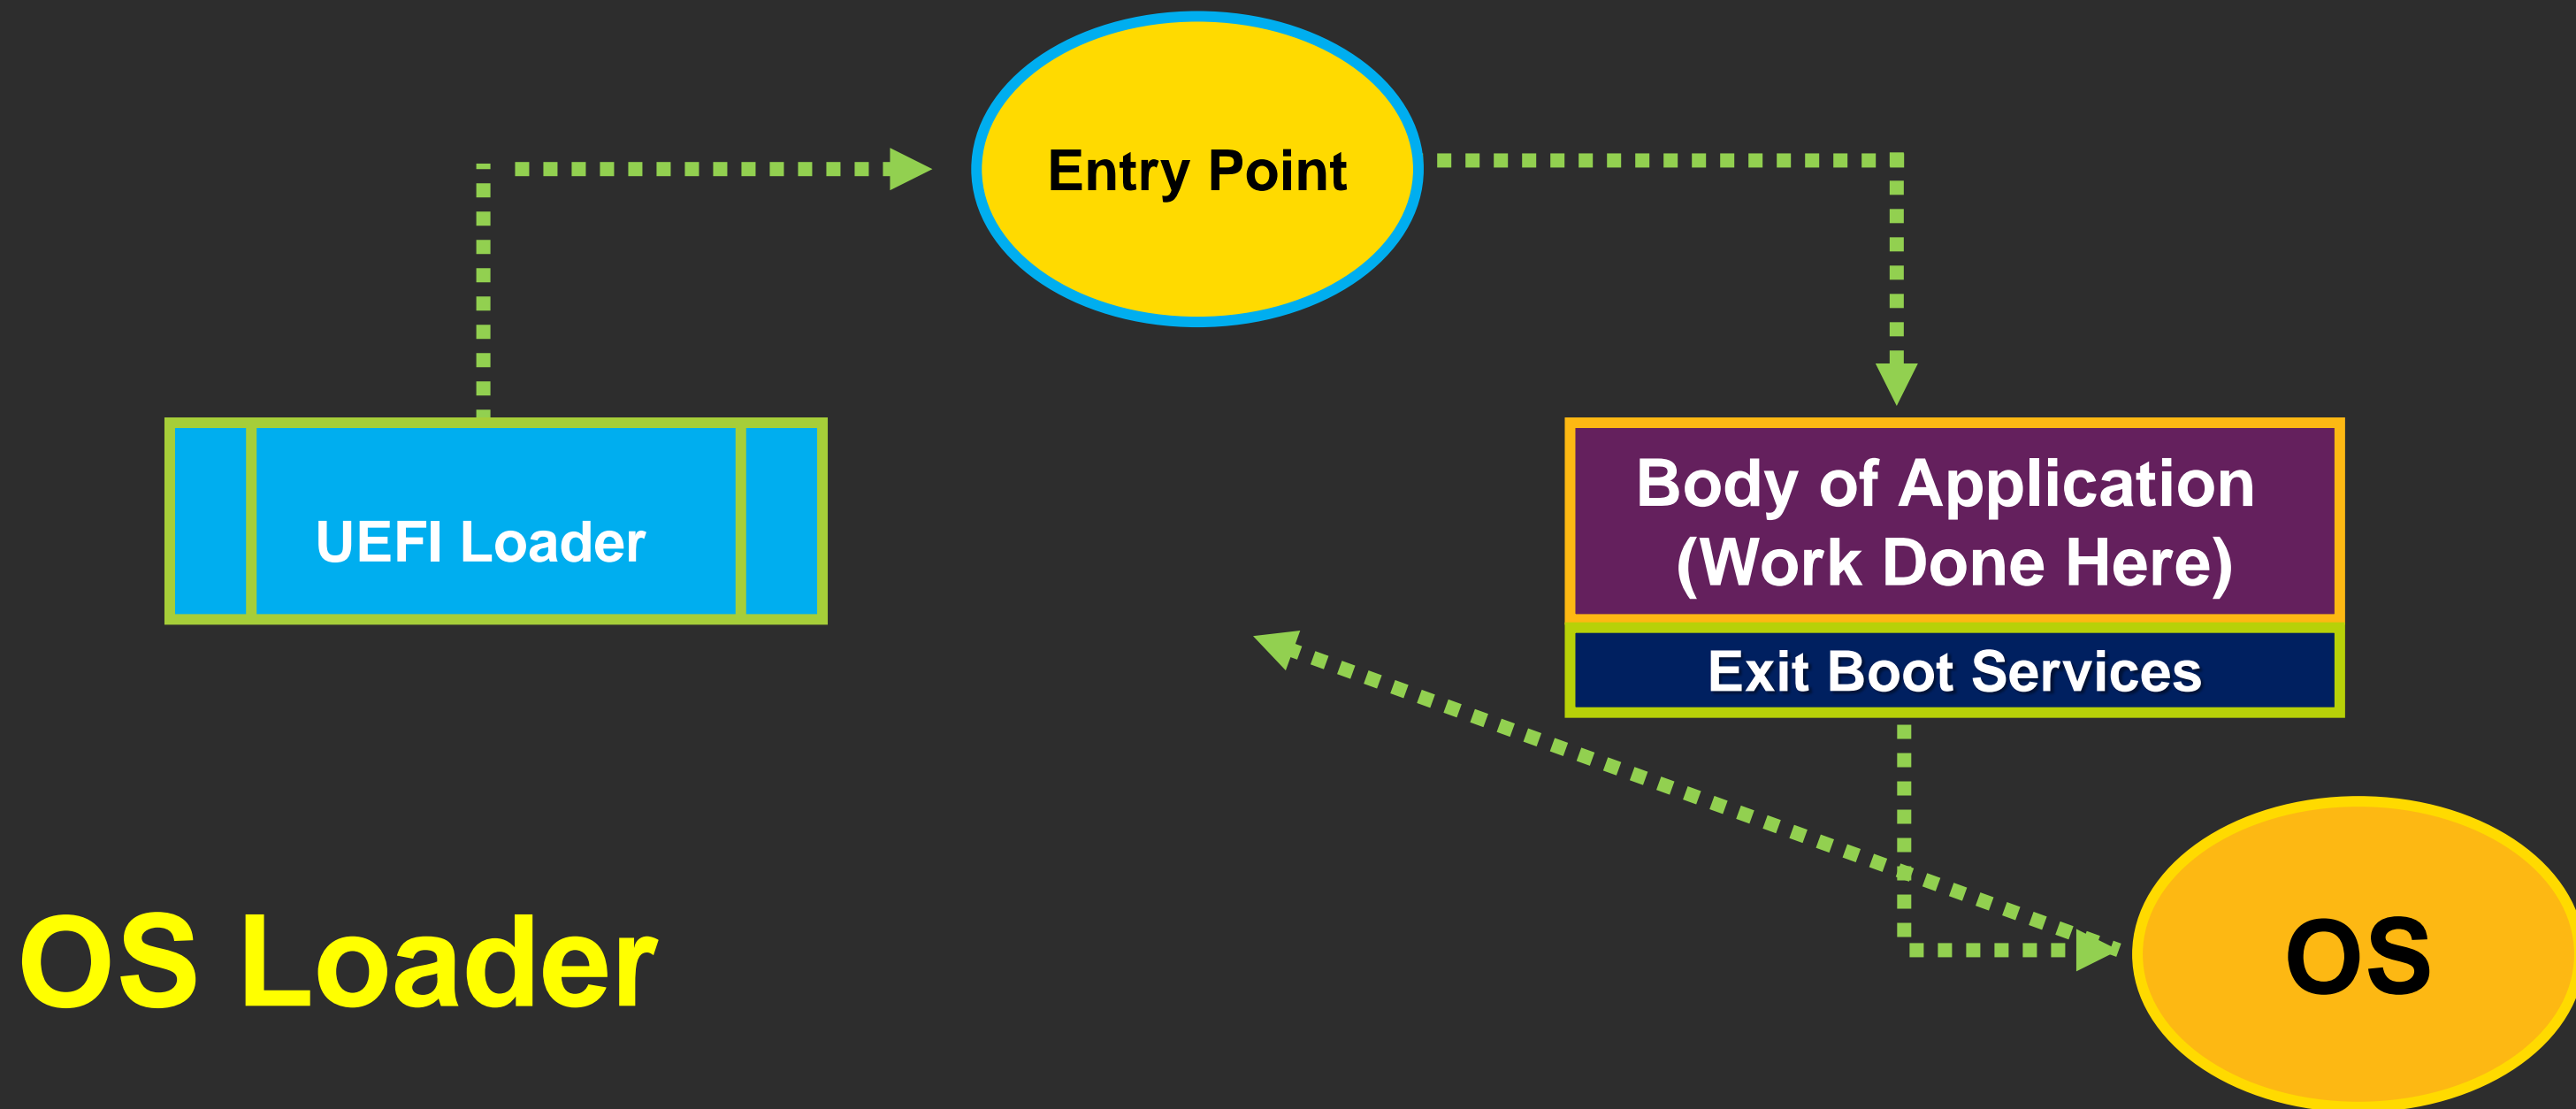 Entry Point
UEFI Loader
Body of Application
(Work Done Here)
Exit Boot Services
OS Loader
OS